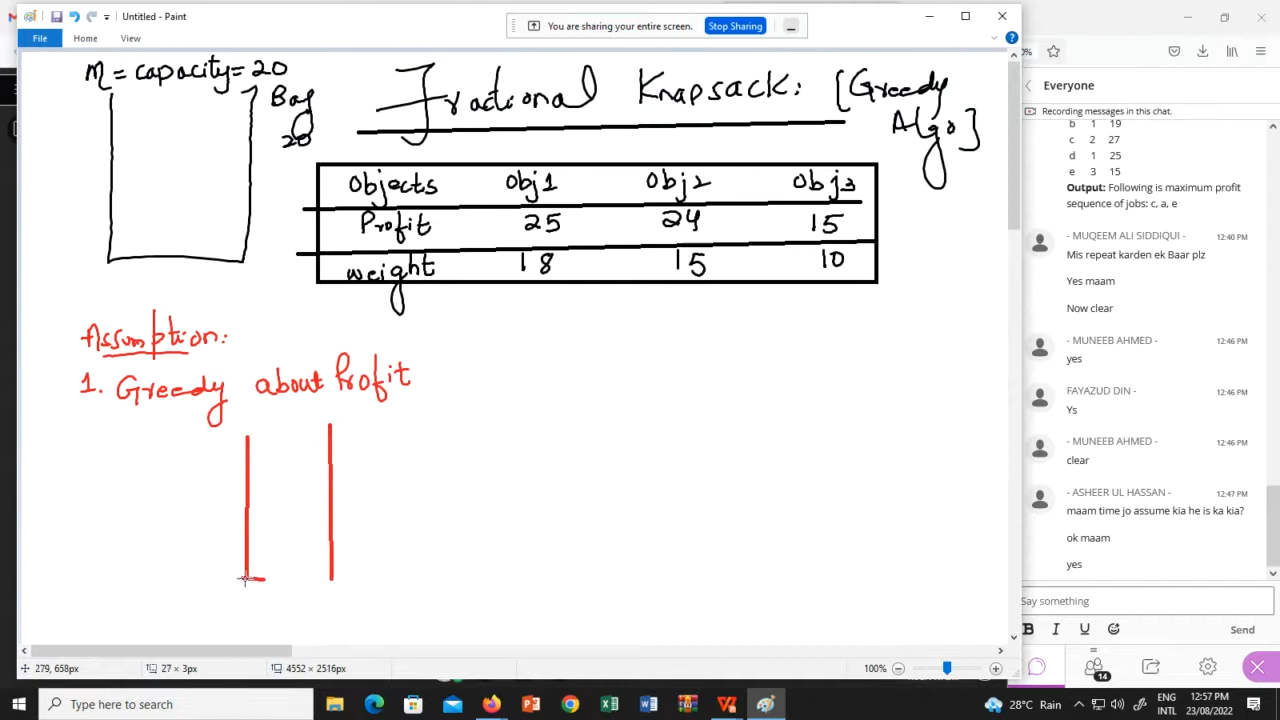 Untitled - Paint
You are sharing your entire screen.
Stop Sharing
File
Home
View
M = capacity = 20
Bag
20
Fractional Knapsack: [Greedy
Algo]
Objects Obj1 Obj2 Obj3
Profit 25 24 15
weight 18 15 10
Assumption:
1. Greedy about Profit
279, 658px
27 × 3px
4552 × 2516px
100%
Everyone
Recording messages in this chat.
b 1 19
c 2 27
d 1 25
e 3 15
Output: Following is maximum profit
sequence of jobs: c, a, e
- MUQEEM ALI SIDDIQUI - 12:40 PM
Mis repeat karden ek Baar plz
Yes maam
Now clear
- MUNEEB AHMED - 12:46 PM
yes
FAYAZUD DIN - 12:46 PM
Ys
- MUNEEB AHMED - 12:46 PM
clear
- ASHEER UL HASSAN - 12:47 PM
maam time jo assume kia he is ka kia?
ok maam
yes
Say something
B I U
Send
14
Type here to search
28°C Rain
ENG
INTL
12:57 PM
23/08/2022